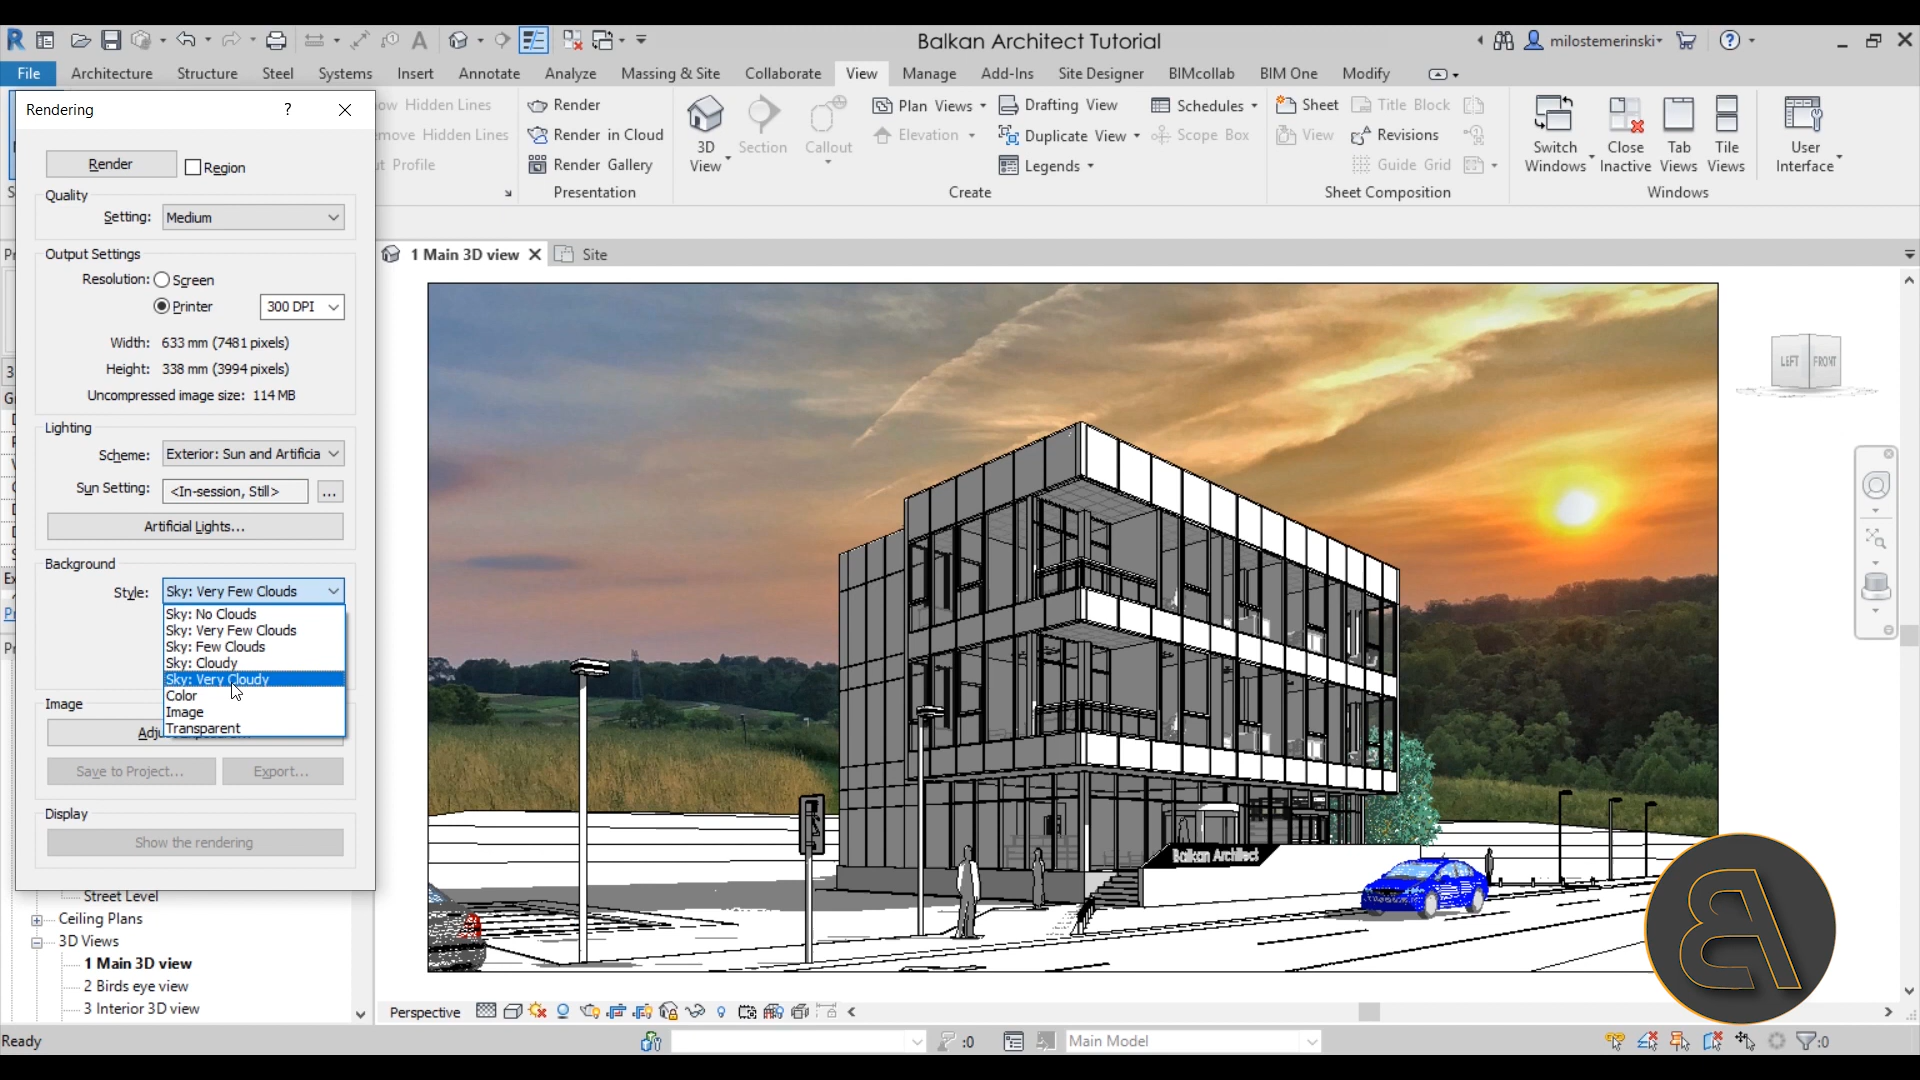 Balkan Architect Tutorial
milostemerinski
File
Architecture
Structure
Steel
Systems
Insert
Annotate
Analyze
Massing & Site
Collaborate
View
Manage
Add-Ins
Site Designer
BIMcollab
BIM One
Modify
Rendering
?
Hidden Lines
Hidden Lines
Profile
Render
Render in Cloud
Render Gallery
Presentation
3D View
Section
Callout
Plan Views
Elevation
Drafting View
Duplicate View
Legends
Schedules
Scope Box
Create
Sheet
View
Title Block
Revisions
Guide Grid
Sheet Composition
Switch Windows
Close Inactive
Tab Views
Tile Views
Windows
User Interface
Render
Region
Quality
Setting: Medium
Output Settings
Resolution: Screen
Printer 300 DPI
Width: 633 mm (7481 pixels)
Height: 338 mm (3994 pixels)
Uncompressed image size: 114 MB
Lighting
Scheme: Exterior: Sun and Artificia
Sun Setting: <In-session, Still> ...
Artificial Lights...
Background
Style: Sky: Very Few Clouds
Sky: No Clouds
Sky: Very Few Clouds
Sky: Few Clouds
Sky: Cloudy
Sky: Very Cloudy
Color
Image
Transparent
Image
Save to Project...
Export...
Display
Show the rendering
1 Main 3D view
Site
LEFT
FRONT
Balkan Architect
Street Level
Ceiling Plans
3D Views
1 Main 3D view
2 Birds eye view
3 Interior 3D view
Perspective
Ready
:0
Main Model
:0